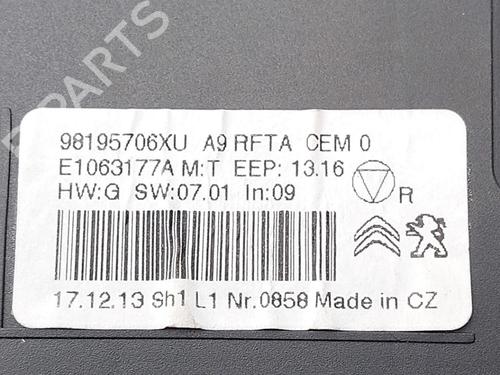 B-PARTS
98195706XU A9 RFTA CEM 0
E1063177A M:T EEP: 13.16
HW:G SW:07.01 In:09
R
17.12.13 Sh1 L1 Nr.0858 Made in CZ